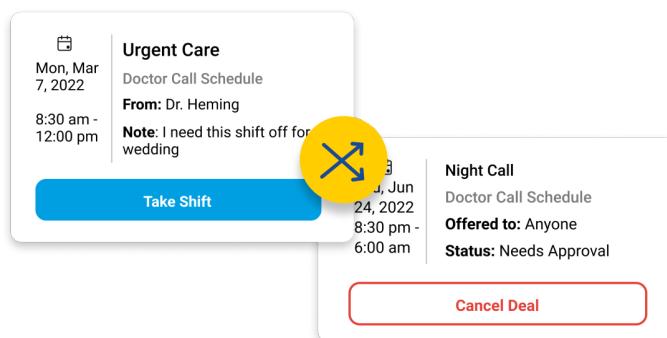 Urgent Care
Mon, Mar
7, 2022
Doctor Call Schedule
From: Dr. Heming
8:30 am -
12:00 pm
Note: I need this shift off for
wedding
Take Shift
Night Call
Jun
24, 2022
Doctor Call Schedule
8:30 pm -
6:00 am
Offered to: Anyone
Status: Needs Approval
Cancel Deal